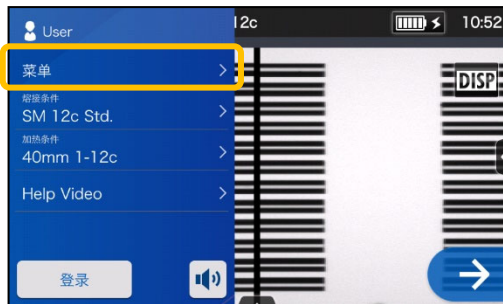 User
12c
10:52
菜单
DISP
熔接条件
SM 12c Std.
加热条件
40mm 1-12c
Help Video
登录